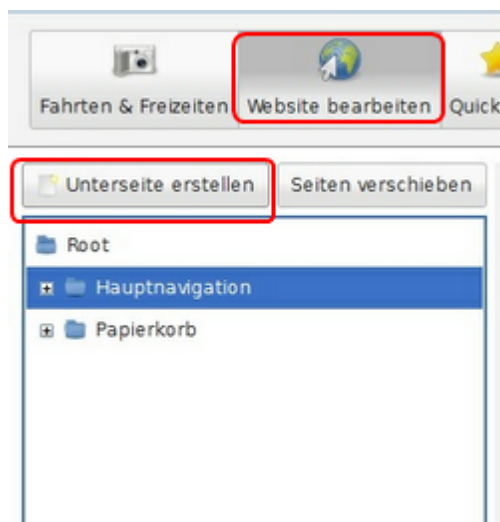 Fahrten & Freizeiten Website bearbeiten Quick
Unterseite erstellen Seiten verschieben
Root
Hauptnavigation
Papierkorb